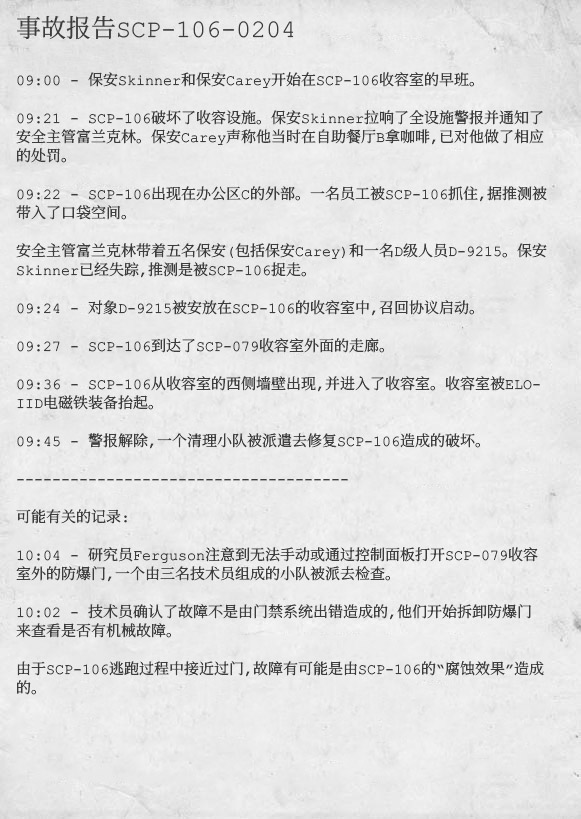 事故报告SCP-106-0204
09:00 - 保安Skinner和保安Carey开始在SCP-106收容室的早班。
09:21 - SCP-106破坏了收容设施。保安Skinner拉响了全设施警报并通知了
安全主管富兰克林。保安Carey声称他当时在自助餐厅B拿咖啡,已对他做了相应
的处罚。
09:22 - SCP-106出现在办公区C的外部。一名员工被SCP-106抓住,据推测被
带入了口袋空间。
安全主管富兰克林带着五名保安(包括保安Carey)和一名D级人员D-9215。保安
Skinner已经失踪,推测是被SCP-106捉走。
09:24 - 对象D-9215被安放在SCP-106的收容室中,召回协议启动。
09:27 - SCP-106到达了SCP-079收容室外面的走廊。
09:36 - SCP-106从收容室的西侧墙壁出现,并进入了收容室。收容室被ELO-
IID电磁铁装备抬起。
09:45 - 警报解除,一个清理小队被派遣去修复SCP-106造成的破坏。
-------------------------------------
可能有关的记录:
10:04 - 研究员Ferguson注意到无法手动或通过控制面板打开SCP-079收容
室外的防爆门,一个由三名技术员组成的小队被派去检查。
10:02 - 技术员确认了故障不是由门禁系统出错造成的,他们开始拆卸防爆门
来查看是否有机械故障。
由于SCP-106逃跑过程中接近过门,故障有可能是由SCP-106的“腐蚀效果”造成
的。